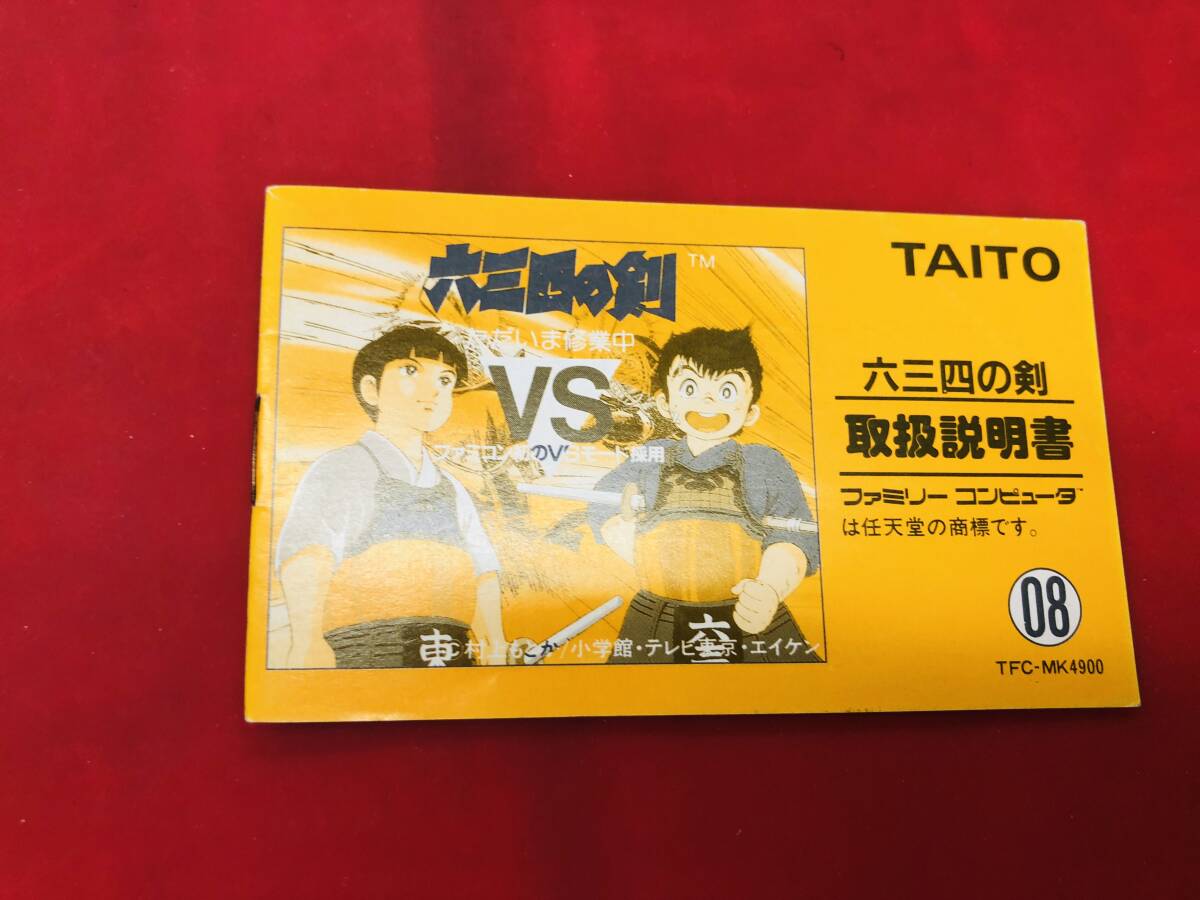 六三四の剣 TM
ただいま修業中
VS
ファミコン初のVSモード採用
東
六三
©村上もとか/小学館・テレビ東京・エイケン
TAITO
六三四の剣
取扱説明書
ファミリーコンピュータ™
は任天堂の商標です。
08
TFC-MK4900